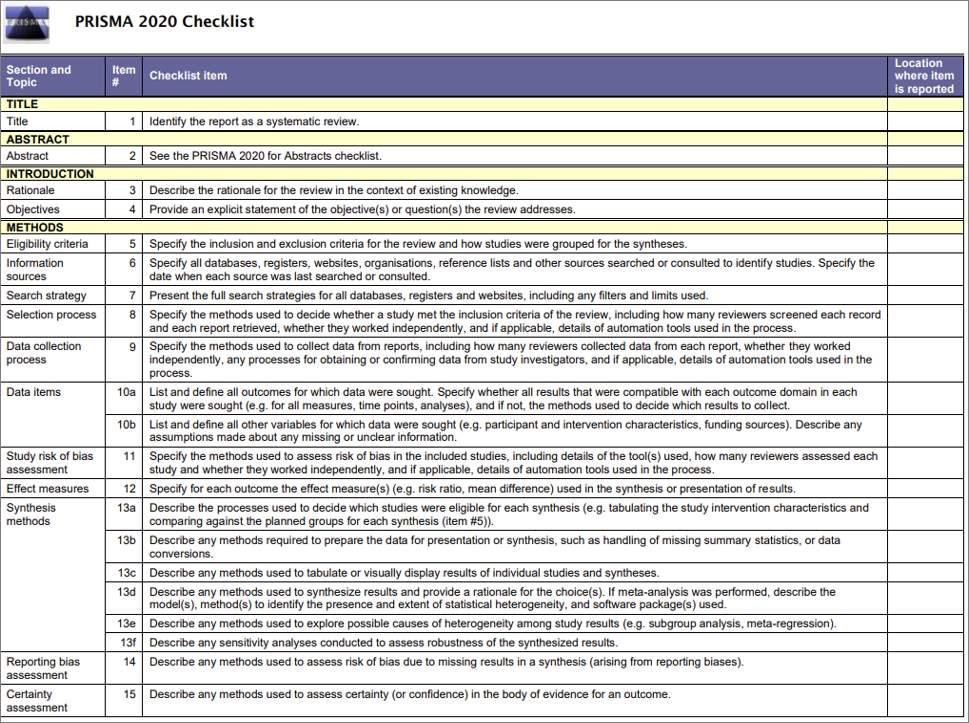 PRISMA
PRISMA 2020 Checklist
Section and Topic Item # Checklist item Location where item is reported
TITLE
Title 1 Identify the report as a systematic review.
ABSTRACT
Abstract 2 See the PRISMA 2020 for Abstracts checklist.
INTRODUCTION
Rationale 3 Describe the rationale for the review in the context of existing knowledge.
Objectives 4 Provide an explicit statement of the objective(s) or question(s) the review addresses.
METHODS
Eligibility criteria 5 Specify the inclusion and exclusion criteria for the review and how studies were grouped for the syntheses.
Information sources 6 Specify all databases, registers, websites, organisations, reference lists and other sources searched or consulted to identify studies. Specify the
date when each source was last searched or consulted.
Search strategy 7 Present the full search strategies for all databases, registers and websites, including any filters and limits used.
Selection process 8 Specify the methods used to decide whether a study met the inclusion criteria of the review, including how many reviewers screened each record
and each report retrieved, whether they worked independently, and if applicable, details of automation tools used in the process.
Data collection process 9 Specify the methods used to collect data from reports, including how many reviewers collected data from each report, whether they worked
independently, any processes for obtaining or confirming data from study investigators, and if applicable, details of automation tools used in the
process.
Data items 10a List and define all outcomes for which data were sought. Specify whether all results that were compatible with each outcome domain in each
study were sought (e.g. for all measures, time points, analyses), and if not, the methods used to decide which results to collect.
10b List and define all other variables for which data were sought (e.g. participant and intervention characteristics, funding sources). Describe any
assumptions made about any missing or unclear information.
Study risk of bias assessment 11 Specify the methods used to assess risk of bias in the included studies, including details of the tool(s) used, how many reviewers assessed each
study and whether they worked independently, and if applicable, details of automation tools used in the process.
Effect measures 12 Specify for each outcome the effect measure(s) (e.g. risk ratio, mean difference) used in the synthesis or presentation of results.
Synthesis methods 13a Describe the processes used to decide which studies were eligible for each synthesis (e.g. tabulating the study intervention characteristics and
comparing against the planned groups for each synthesis (item #5)).
13b Describe any methods required to prepare the data for presentation or synthesis, such as handling of missing summary statistics, or data
conversions.
13c Describe any methods used to tabulate or visually display results of individual studies and syntheses.
13d Describe any methods used to synthesize results and provide a rationale for the choice(s). If meta-analysis was performed, describe the
model(s), method(s) to identify the presence and extent of statistical heterogeneity, and software package(s) used.
13e Describe any methods used to explore possible causes of heterogeneity among study results (e.g. subgroup analysis, meta-regression).
13f Describe any sensitivity analyses conducted to assess robustness of the synthesized results.
Reporting bias assessment 14 Describe any methods used to assess risk of bias due to missing results in a synthesis (arising from reporting biases).
Certainty assessment 15 Describe any methods used to assess certainty (or confidence) in the body of evidence for an outcome.